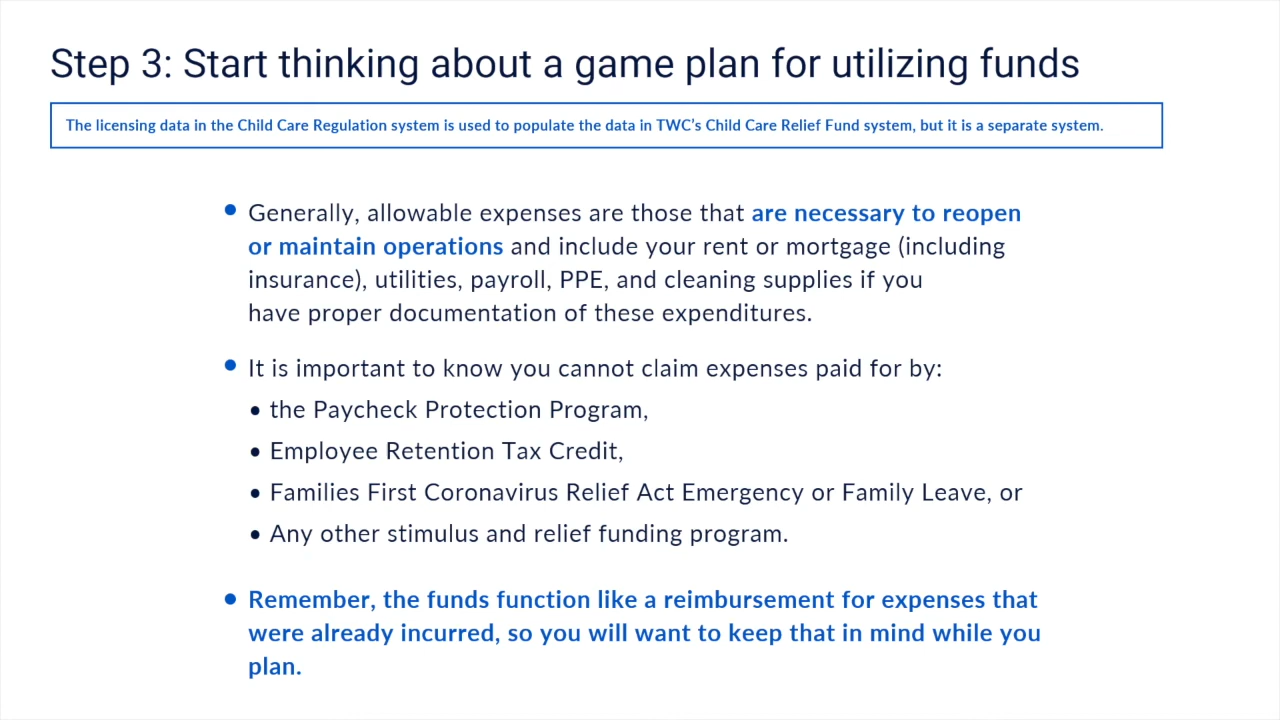 Step 3: Start thinking about a game plan for utilizing funds
The licensing data in the Child Care Regulation system is used to populate the data in TWC's Child Care Relief Fund system, but it is a separate system.
Generally, allowable expenses are those that are necessary to reopen
or maintain operations and include your rent or mortgage (including
insurance), utilities, payroll, PPE, and cleaning supplies if you
have proper documentation of these expenditures.
It is important to know you cannot claim expenses paid for by:
the Paycheck Protection Program,
Employee Retention Tax Credit,
Families First Coronavirus Relief Act Emergency or Family Leave, or
Any other stimulus and relief funding program.
Remember, the funds function like a reimbursement for expenses that
were already incurred, so you will want to keep that in mind while you
plan.